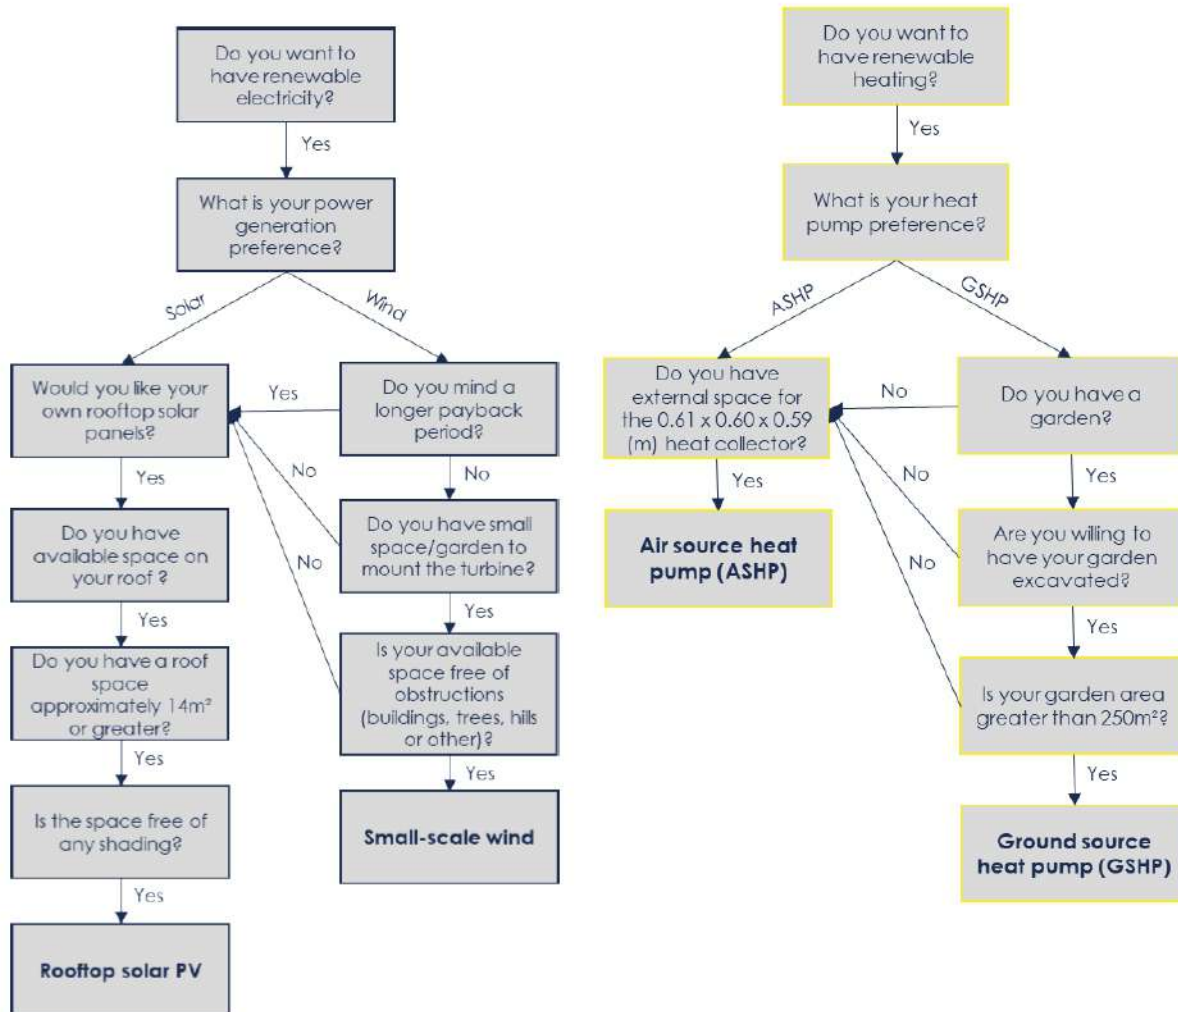 Do you want to
have renewable
electricity?
Yes
What is your power
generation
preference?
Solar
Wind
Would you like your
own rooftop solar
panels?
Yes
Do you mind a
longer payback
period?
Yes
No
No
Do you have
available space on
your roof ?
Do you have small
space/garden to
mount the turbine?
No
Yes
Yes
Do you have a roof
space
approximately 14m²
or greater?
Is your available
space free of
obstructions
(buildings, trees, hills
or other)?
Yes
Yes
Is the space free of
any shading?
Small-scale wind
Yes
Rooftop solar PV
Do you want to
have renewable
heating?
Yes
What is your heat
pump preference?
ASHP
GSHP
Do you have
external space for
the 0.61 x 0.60 x 0.59
(m) heat collector?
No
Do you have a
garden?
Yes
No
Yes
Air source heat
pump (ASHP)
Are you willing to
have your garden
excavated?
No
Yes
Is your garden area
greater than 250m²?
Yes
Ground source
heat pump (GSHP)